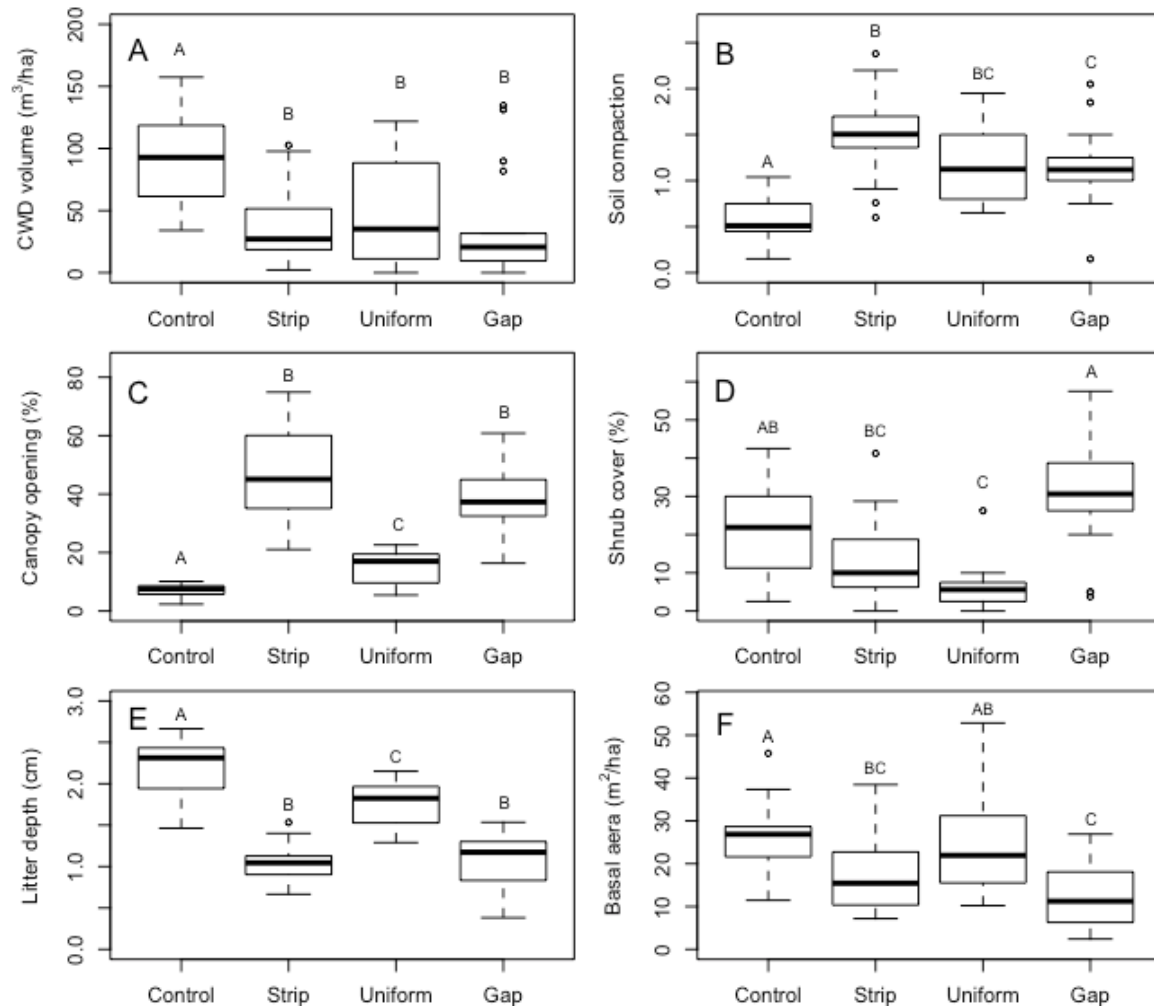 A
CWD volume (m³/ha)
0 50 100 150 200
A B B B
Control Strip Uniform Gap
B
Soil compaction
0.0 1.0 2.0
A B BC C
Control Strip Uniform Gap
C
Canopy opening (%)
0 20 40 60 80
A B C B
Control Strip Uniform Gap
D
Shrub cover (%)
0 10 30 50
AB BC C A
Control Strip Uniform Gap
E
Litter depth (cm)
0.0 1.0 2.0 3.0
A B C B
Control Strip Uniform Gap
F
Basal aera (m²/ha)
0 10 20 30 40 50 60
A BC AB C
Control Strip Uniform Gap